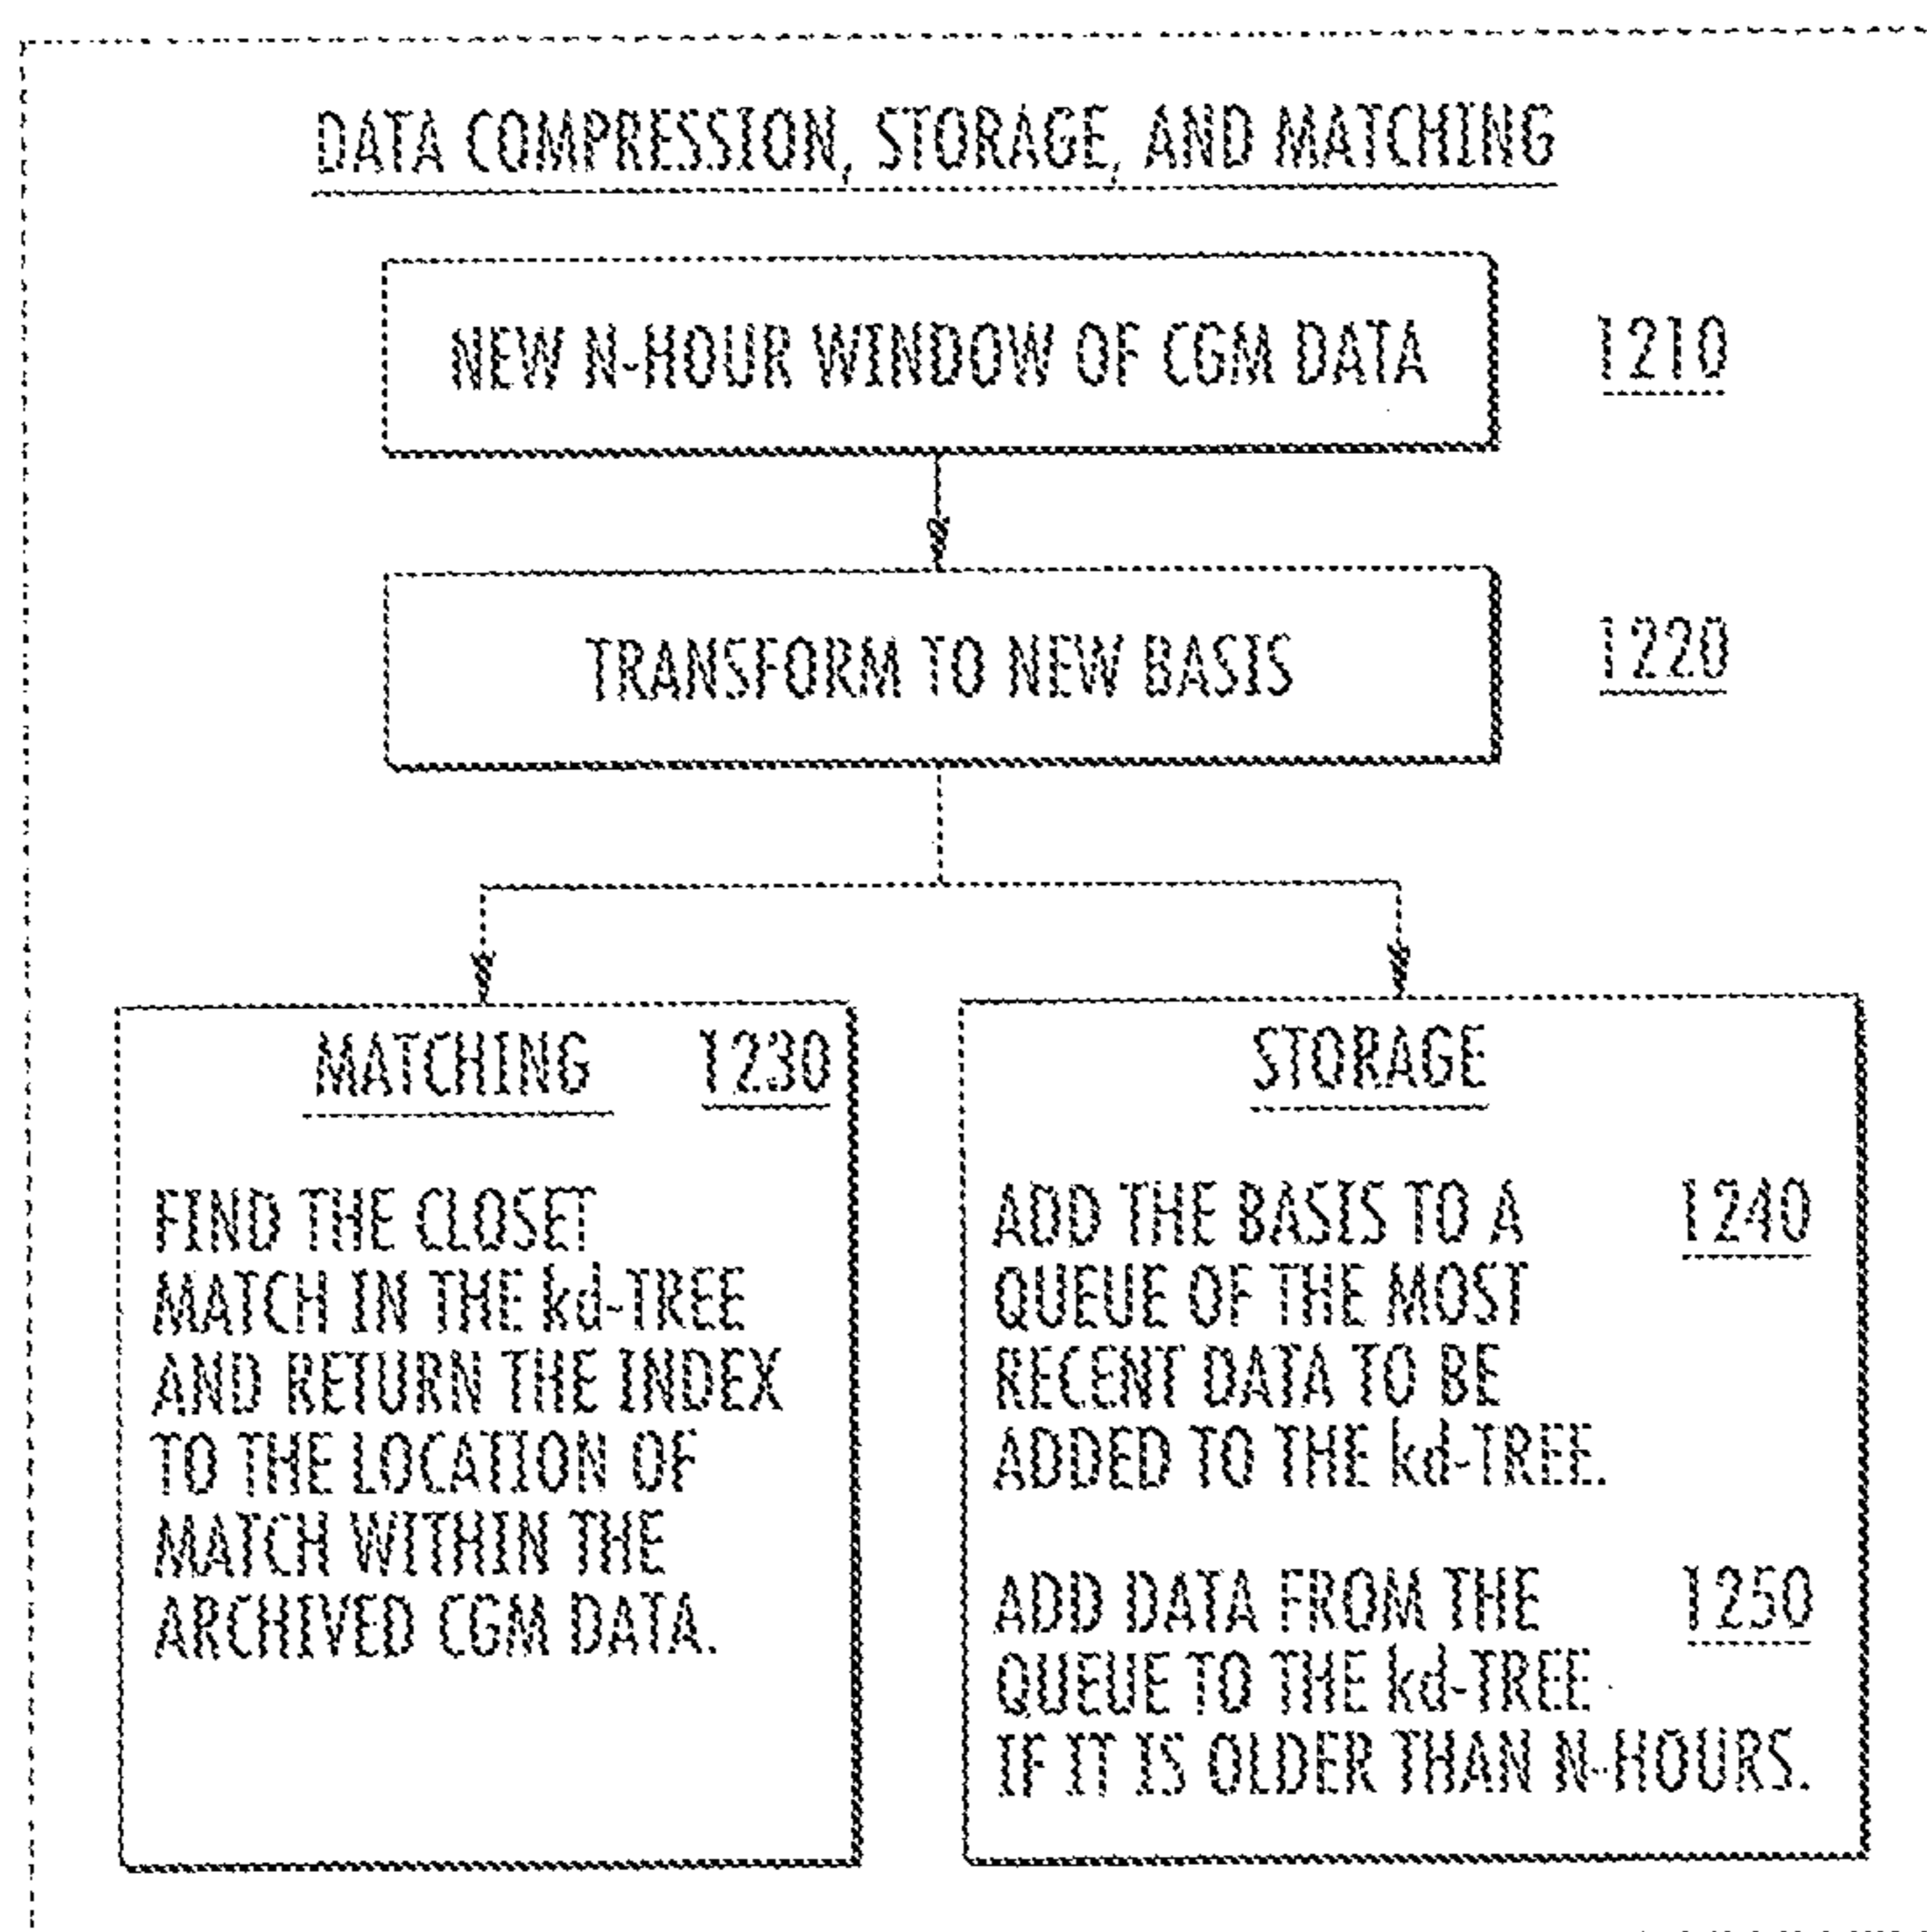 DATA COMPRESSION, STORAGE, AND MATCHING
NEW N-HOUR WINDOW OF CGM DATA
1210
TRANSFORM TO NEW BASIS
1220
MATCHING 1230
FIND THE CLOSET
MATCH IN THE kd-TREE
AND RETURN THE INDEX
TO THE LOCATION OF
MATCH WITHIN THE
ARCHIVED CGM DATA.
STORAGE
ADD THE BASIS TO A 1240
QUEUE OF THE MOST
RECENT DATA TO BE
ADDED TO THE kd-TREE.
ADD DATA FROM THE 1250
QUEUE TO THE kd-TREE
IF IT IS OLDER THAN N-HOURS.